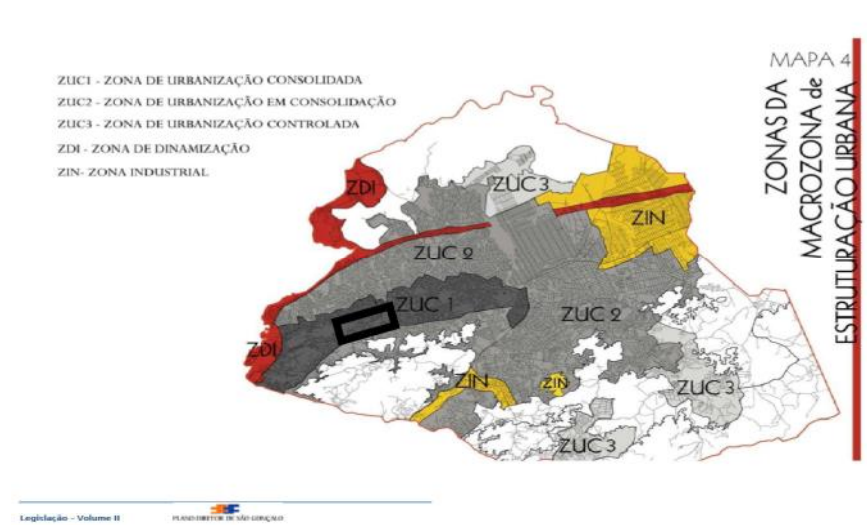 MAPA 4
ZONAS DA
MACROZONA de
ESTRUTURAÇÃO URBANA
ZUC1 - ZONA DE URBANIZAÇÃO CONSOLIDADA
ZUC2 - ZONA DE URBANIZAÇÃO EM CONSOLIDAÇÃO
ZUC3 - ZONA DE URBANIZAÇÃO CONTROLADA
ZDI - ZONA DE DINAMIZAÇÃO
ZIN- ZONA INDUSTRIAL
ZDI
ZUC 3
ZIN
ZUC 2
ZUC 1
ZUC 2
ZDI
ZIN
ZIN
ZUC 3
ZUC 3
Legislação – Volume II
PLANO DIRETOR DE SÃO GONÇALO